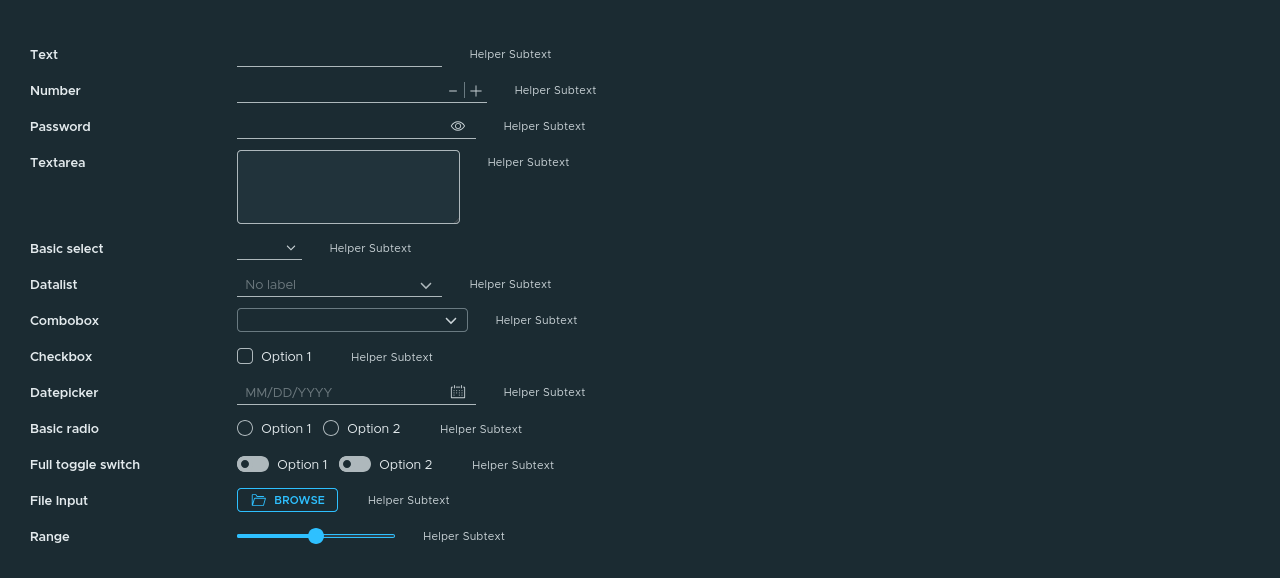 Text Helper Subtext
Number Helper Subtext
Password Helper Subtext
Textarea Helper Subtext
Basic select Helper Subtext
Datalist No label Helper Subtext
Combobox Helper Subtext
Checkbox Option 1 Helper Subtext
Datepicker MM/DD/YYYY Helper Subtext
Basic radio Option 1 Option 2 Helper Subtext
Full toggle switch Option 1 Option 2 Helper Subtext
File Input BROWSE Helper Subtext
Range Helper Subtext